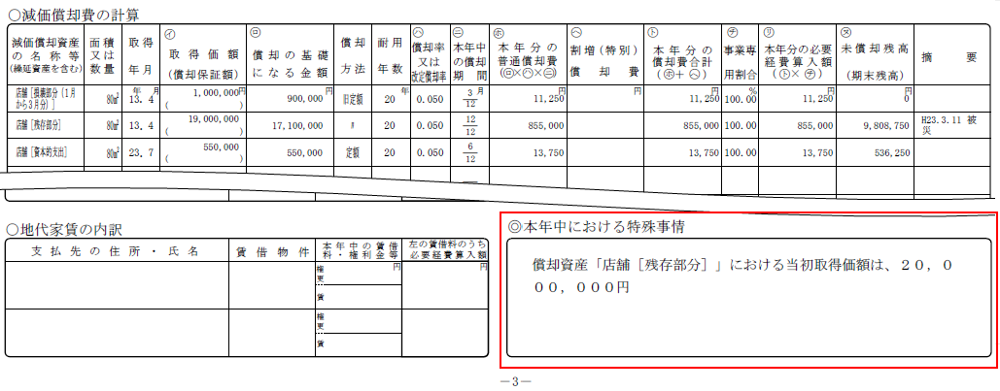 ○減価償却費の計算
減価償却資産の名称等(繰延資産を含む) 面積又は数量 取得年月 ㋑取得価額(償却保証額) ㋺償却の基礎になる金額 償却方法 耐用年数 ㋩償却率又は改定償却率 ㊁本年中の償却期間 ㋭本年分の普通償却費(㋺×㋩×㊁) ㋬割増(特別)償却費 ㋣本年分の償却費合計(㋭+㋬) ㋠事業専用割合 ㋷本年分の必要経費算入額(㋣×㋠) ㋦未償却残高(期末残高) 摘要
店舗[損壊部分(1月から3月分)] 80㎡ 年 月 13.4 1,000,000円 ( ) 900,000円 旧定額 20年 0.050 3/12月 11,250円 円 11,250円 100.00% 11,250円 0円
店舗[残存部分] 80㎡ 13.4 19,000,000 ( ) 17,100,000 〃 20 0.050 12/12 855,000 855,000 100.00 855,000 9,808,750 H23.3.11 被災
店舗[資本的支出] 80㎡ 23.7 550,000 ( ) 550,000 定額 20 0.050 6/12 13,750 13,750 100.00 13,750 536,250
○地代家賃の内訳
支払先の住所・氏名 賃借物件 本年中の賃借料・権利金等 左の賃借料のうち必要経費算入額
権更 円 円
賃
権更
賃
◎本年中における特殊事情
償却資産「店舗[残存部分]」における当初取得価額は、20,0
00,000円
―3―